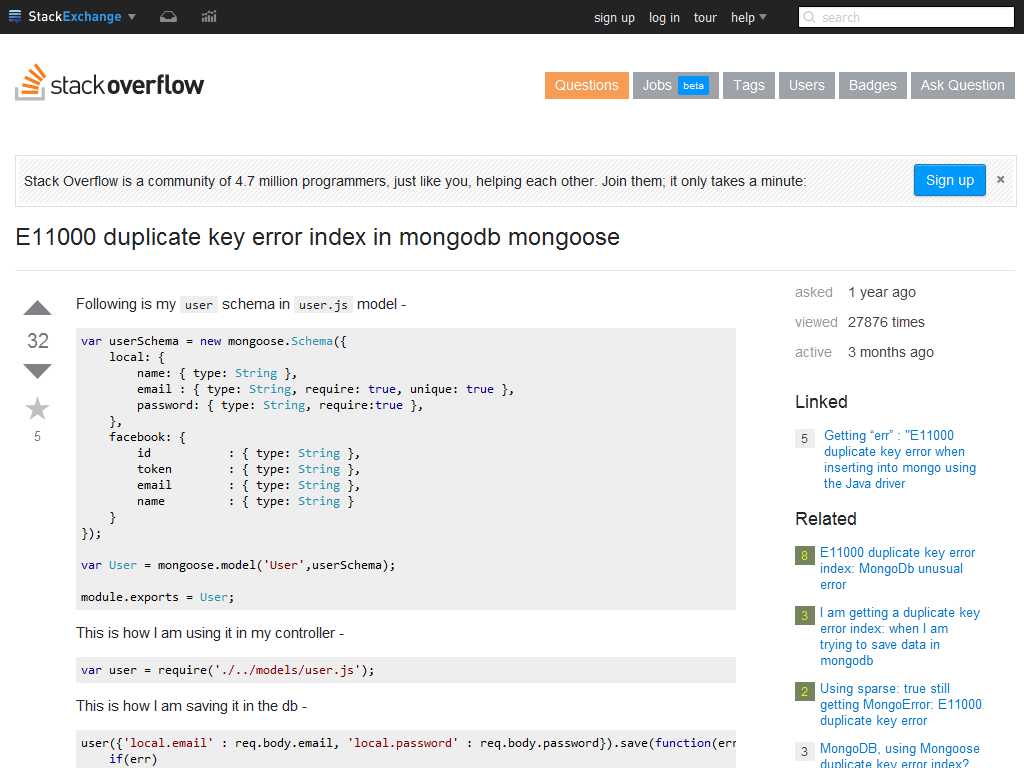 StackExchange
sign up log in tour help
search
stackoverflow
Questions Jobs beta Tags Users Badges Ask Question
Stack Overflow is a community of 4.7 million programmers, just like you, helping each other. Join them; it only takes a minute:
Sign up
×
E11000 duplicate key error index in mongodb mongoose
32
5
Following is my user schema in user.js model -
var userSchema = new mongoose.Schema({
    local: {
        name: { type: String },
        email : { type: String, require: true, unique: true },
        password: { type: String, require:true },
    },
    facebook: {
        id           : { type: String },
        token        : { type: String },
        email        : { type: String },
        name         : { type: String }
    }
});
var User = mongoose.model('User',userSchema);
module.exports = User;
This is how I am using it in my controller -
var user = require('./../models/user.js');
This is how I am saving it in the db -
user({'local.email' : req.body.email, 'local.password' : req.body.password}).save(function(err
    if(err)
asked 1 year ago
viewed 27876 times
active 3 months ago
Linked
5 Getting “err” : "E11000
duplicate key error when
inserting into mongo using
the Java driver
Related
8 E11000 duplicate key error
index: MongoDb unusual
error
3 I am getting a duplicate key
error index: when I am
trying to save data in
mongodb
2 Using sparse: true still
getting MongoError: E11000
duplicate key error
3 MongoDB, using Mongoose
duplicate key error index?